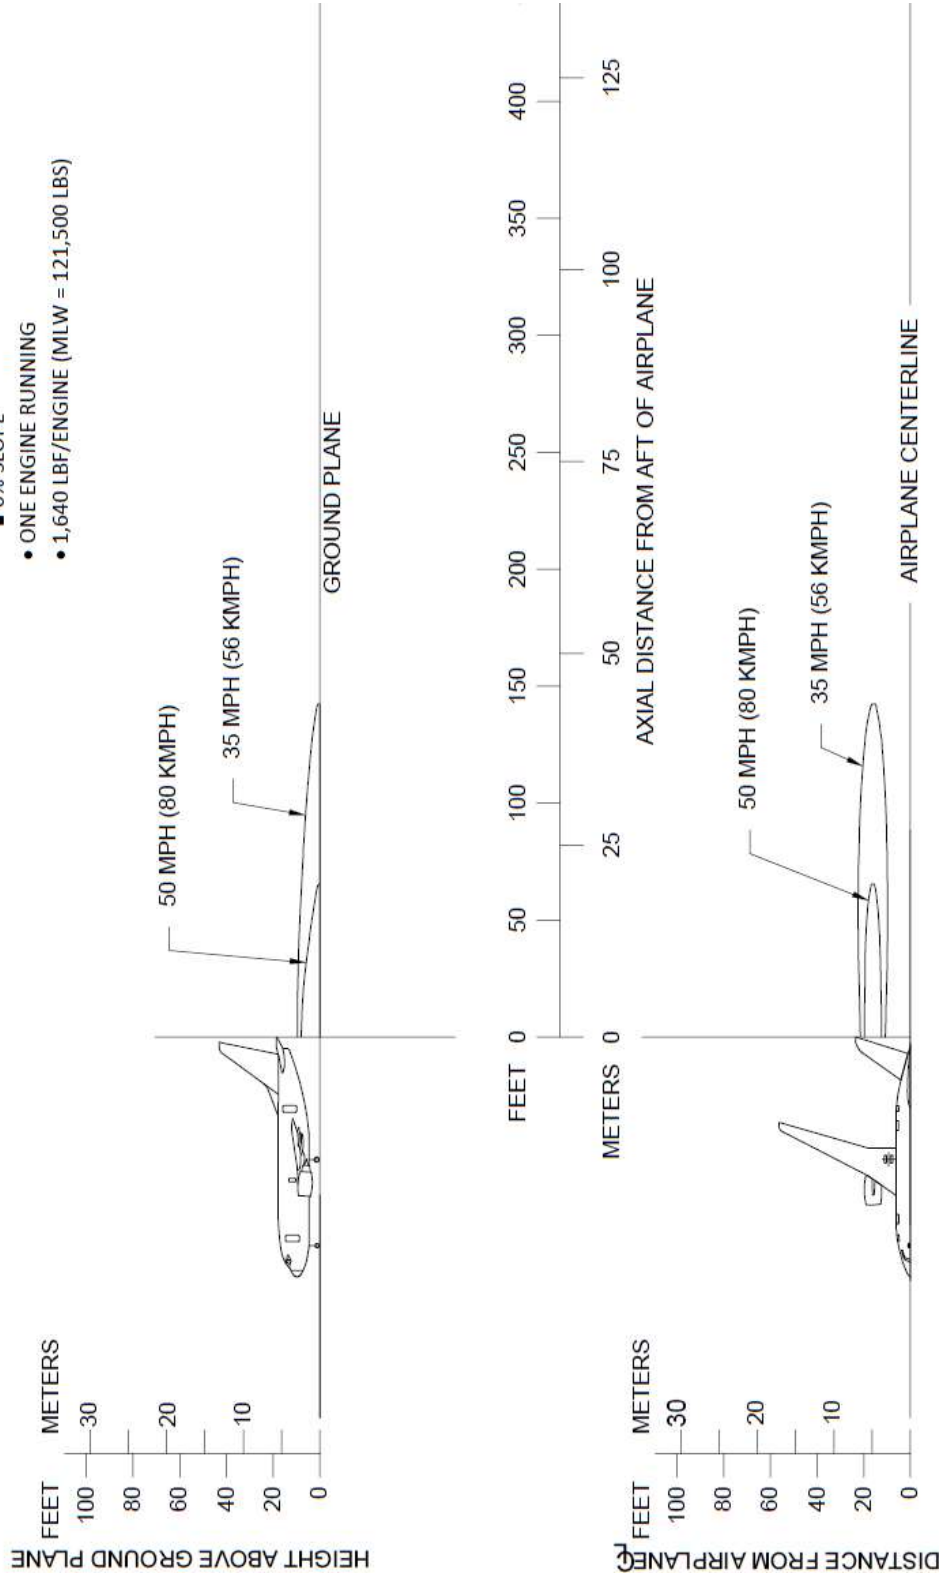 • ONE ENGINE RUNNING
• 1,640 LBF/ENGINE (MLW = 121,500 LBS)
HEIGHT ABOVE GROUND PLANE
FEET
METERS
100
80
60
40
20
0
30
20
10
50 MPH (80 KMPH)
35 MPH (56 KMPH)
GROUND PLANE
FEET
0
50
100
150
200
250
300
350
400
METERS
0
25
50
75
100
125
AXIAL DISTANCE FROM AFT OF AIRPLANE
DISTANCE FROM AIRPLANE
FEET
METERS
100
80
60
40
20
0
30
20
10
50 MPH (80 KMPH)
35 MPH (56 KMPH)
AIRPLANE CENTERLINE